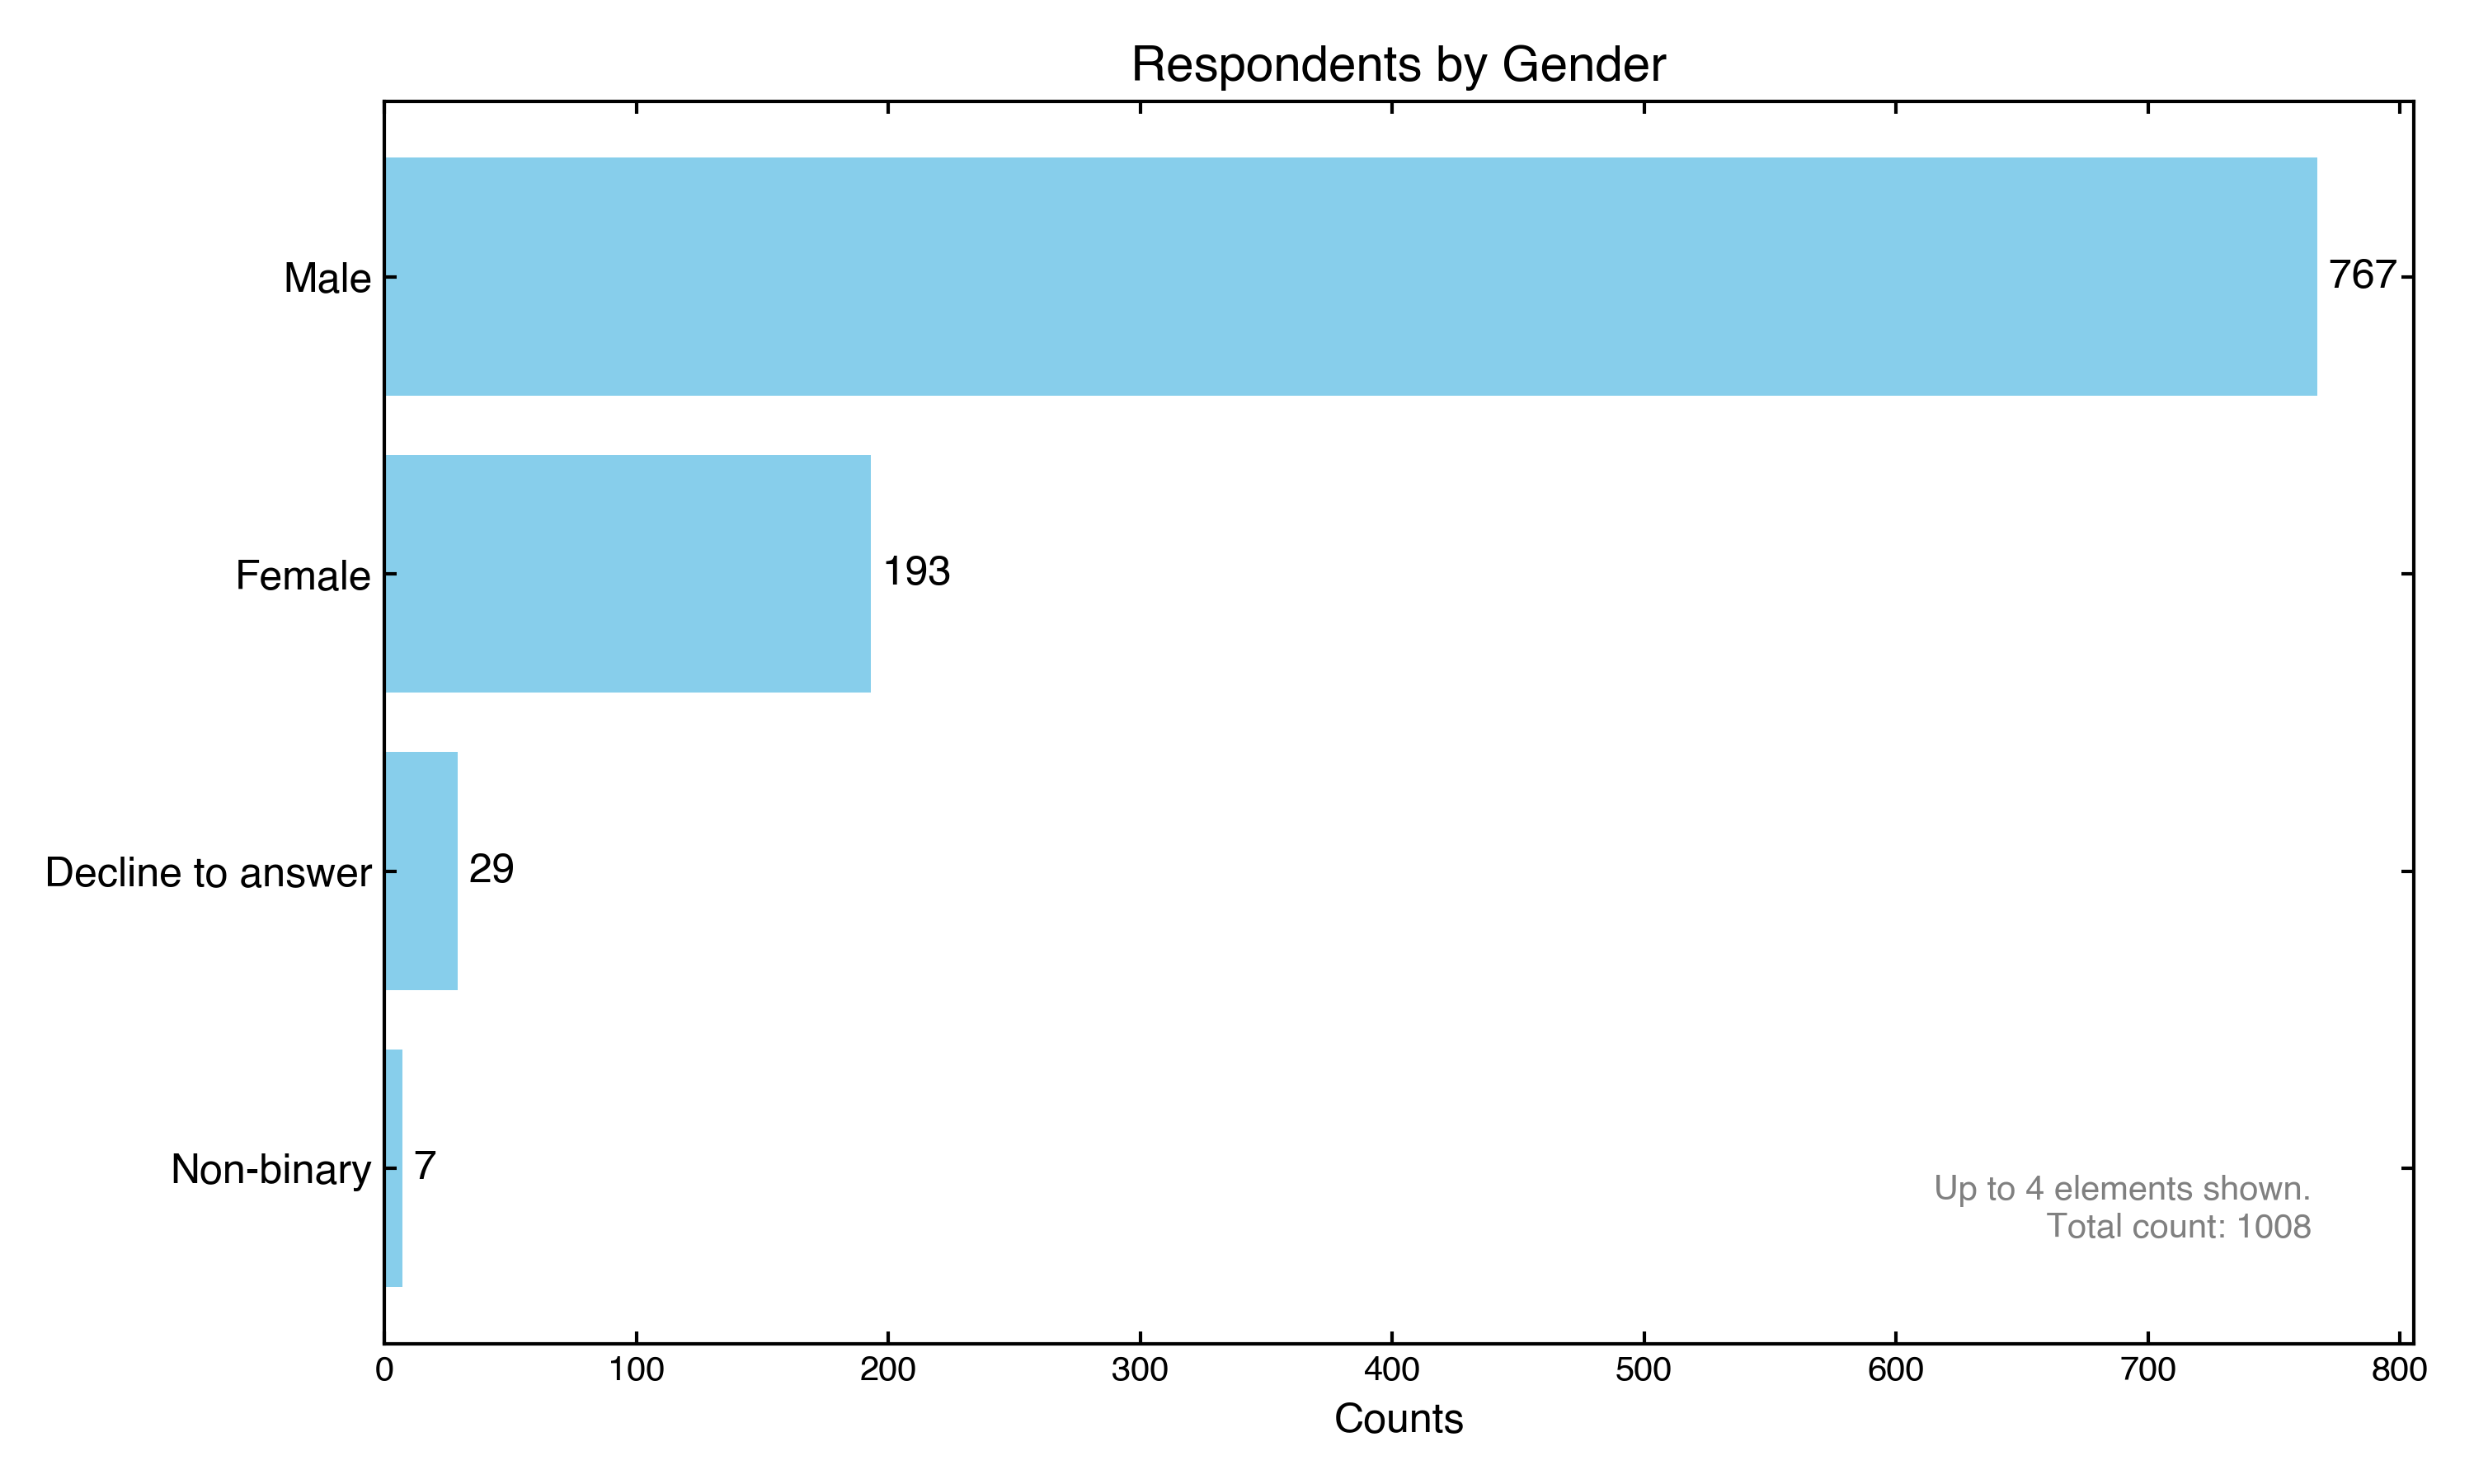 Respondents by Gender
Male
767
Female
193
Decline to answer
29
Non-binary
7
Up to 4 elements shown.
Total count: 1008
0 100 200 300 400 500 600 700 800
Counts